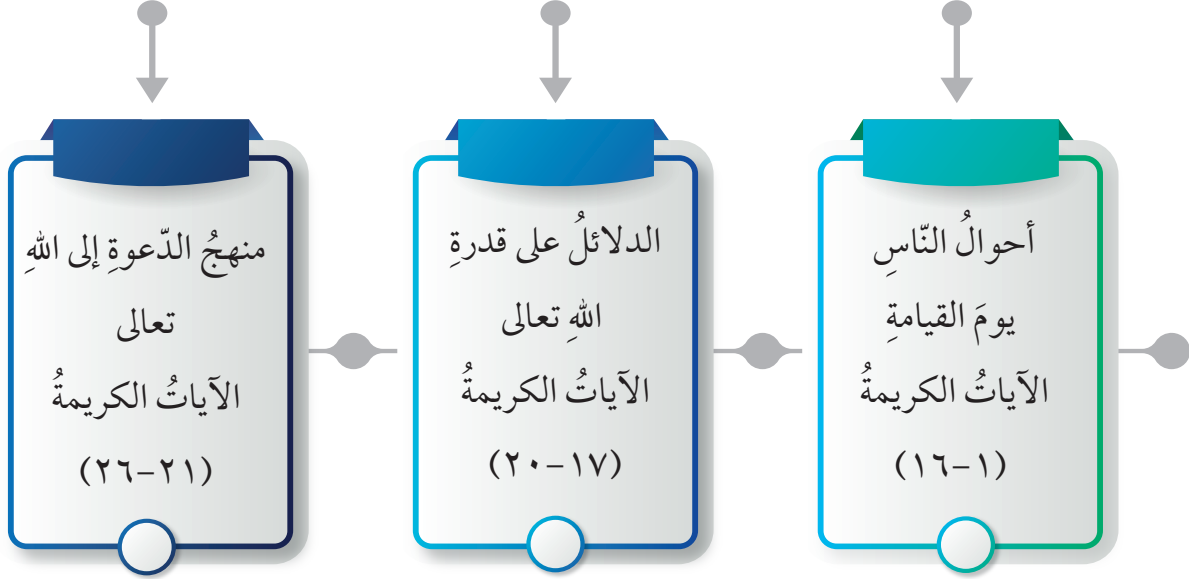 أحوالُ النّاسِ
يومَ القيامةِ
الآياتُ الكريمةُ
(١-١٦)
الدلائلُ على قدرةِ
اللهِ تعالى
الآياتُ الكريمةُ
(١٧-٢٠)
منهجُ الدّعوةِ إلى اللهِ
تعالى
الآياتُ الكريمةُ
(٢١-٢٦)